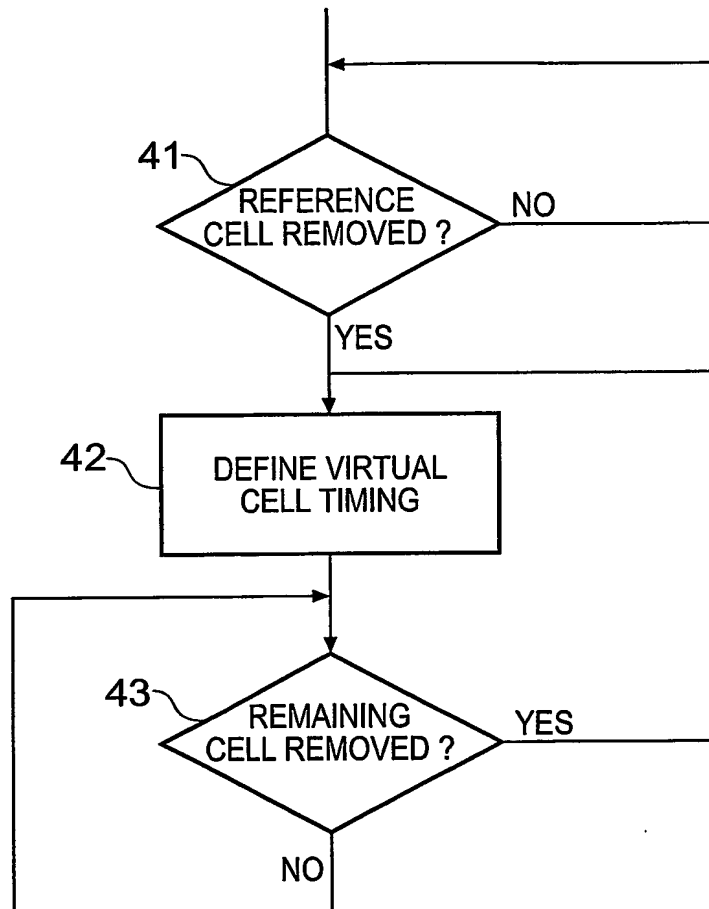 41
REFERENCE
CELL REMOVED ?
NO
YES
42
DEFINE VIRTUAL
CELL TIMING
43
REMAINING
CELL REMOVED ?
YES
NO